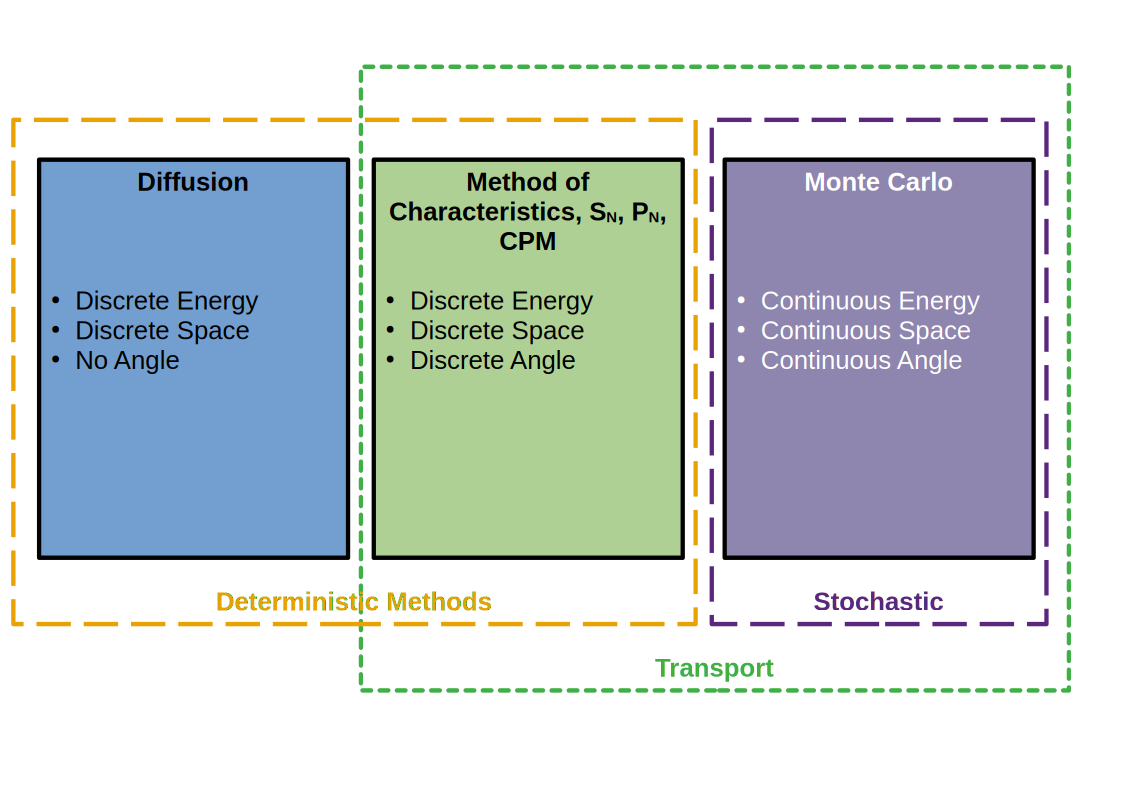 Diffusion
• Discrete Energy
• Discrete Space
• No Angle
Method of
Characteristics, S_N, P_N,
CPM
• Discrete Energy
• Discrete Space
• Discrete Angle
Monte Carlo
• Continuous Energy
• Continuous Space
• Continuous Angle
Deterministic Methods
Stochastic
Transport